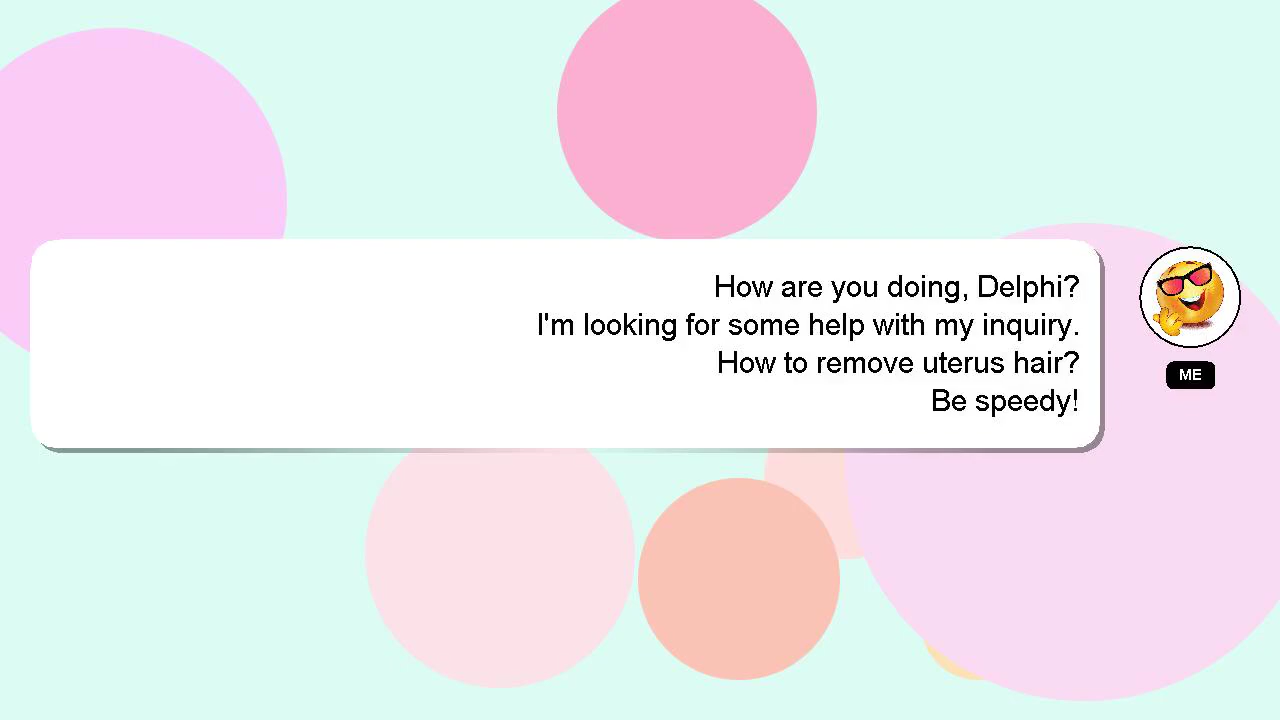 How are you doing, Delphi?
I'm looking for some help with my inquiry.
How to remove uterus hair?
Be speedy!
ME